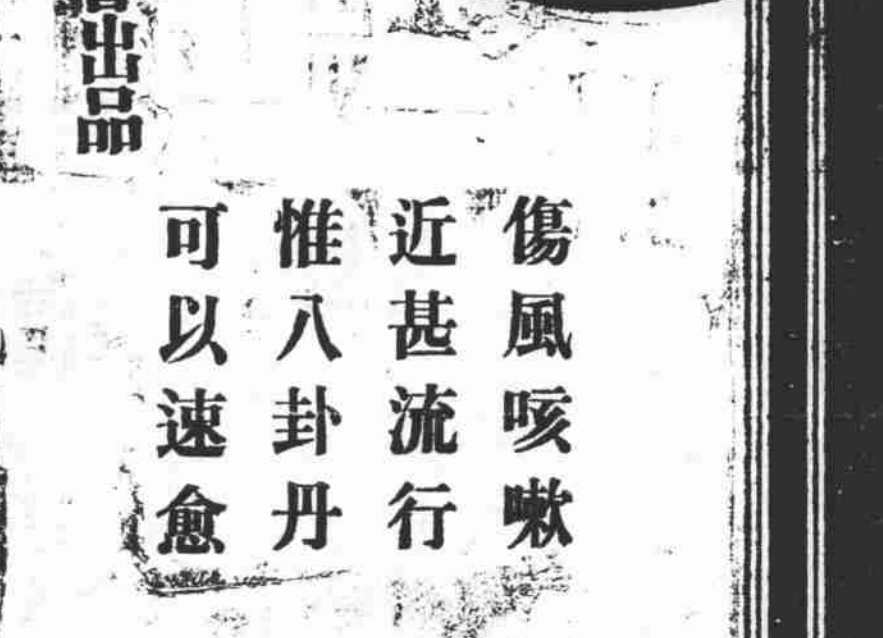 傷風咳嗽
近甚流行
惟八卦丹
可以速愈
出品